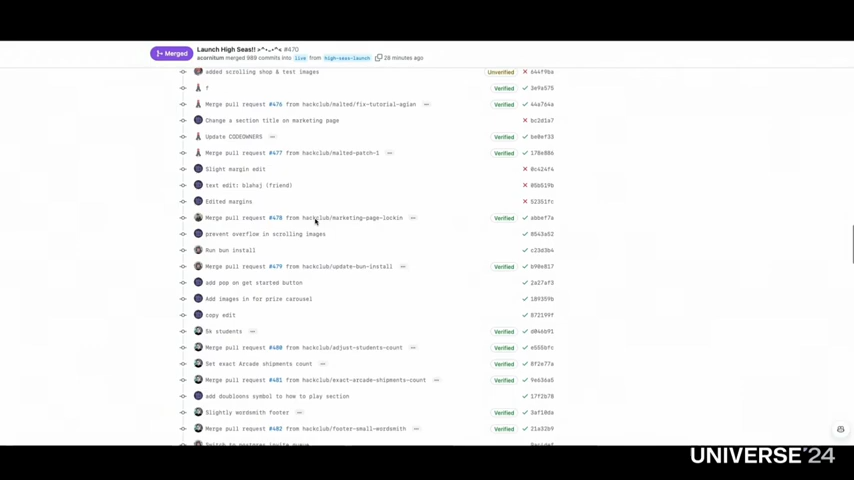 Merged
Launch High Seas!! >^•⩊•^< #470
acornitum merged 989 commits into live from high-seas-launch 28 minutes ago
added scrolling shop & test images Unverified 644f9ba
f Verified 3e9a575
Merge pull request #476 from hackclub/malted/fix-tutorial-agian Verified 44a764a
Change a section title on marketing page bc2d1a7
Update CODEOWNERS Verified be8ef33
Merge pull request #477 from hackclub/malted-patch-1 Verified 178e886
Slight margin edit 0c424f4
text edit: blahaj (friend) 05b519b
Edited margins 52351fc
Merge pull request #478 from hackclub/marketing-page-lockin Verified abbef7a
prevent overflow in scrolling images 0543a52
Run bun install c23d3b4
Merge pull request #479 from hackclub/update-bun-install Verified b90e817
add pop on get started button 2a27af3
Add images in for prize carousel 189359b
copy edit 872199f
5k students Verified d046b91
Merge pull request #480 from hackclub/adjust-students-count Verified e555bfc
Set exact Arcade shipments count Verified 8f2e77a
Merge pull request #481 from hackclub/exact-arcade-shipments-count Verified 9e636a5
add doubloons symbol to how to play section 17f2b78
Slightly wordsmith footer Verified 3af10da
Merge pull request #482 from hackclub/footer-small-wordsmith Verified 21a32b9
UNIVERSE'24